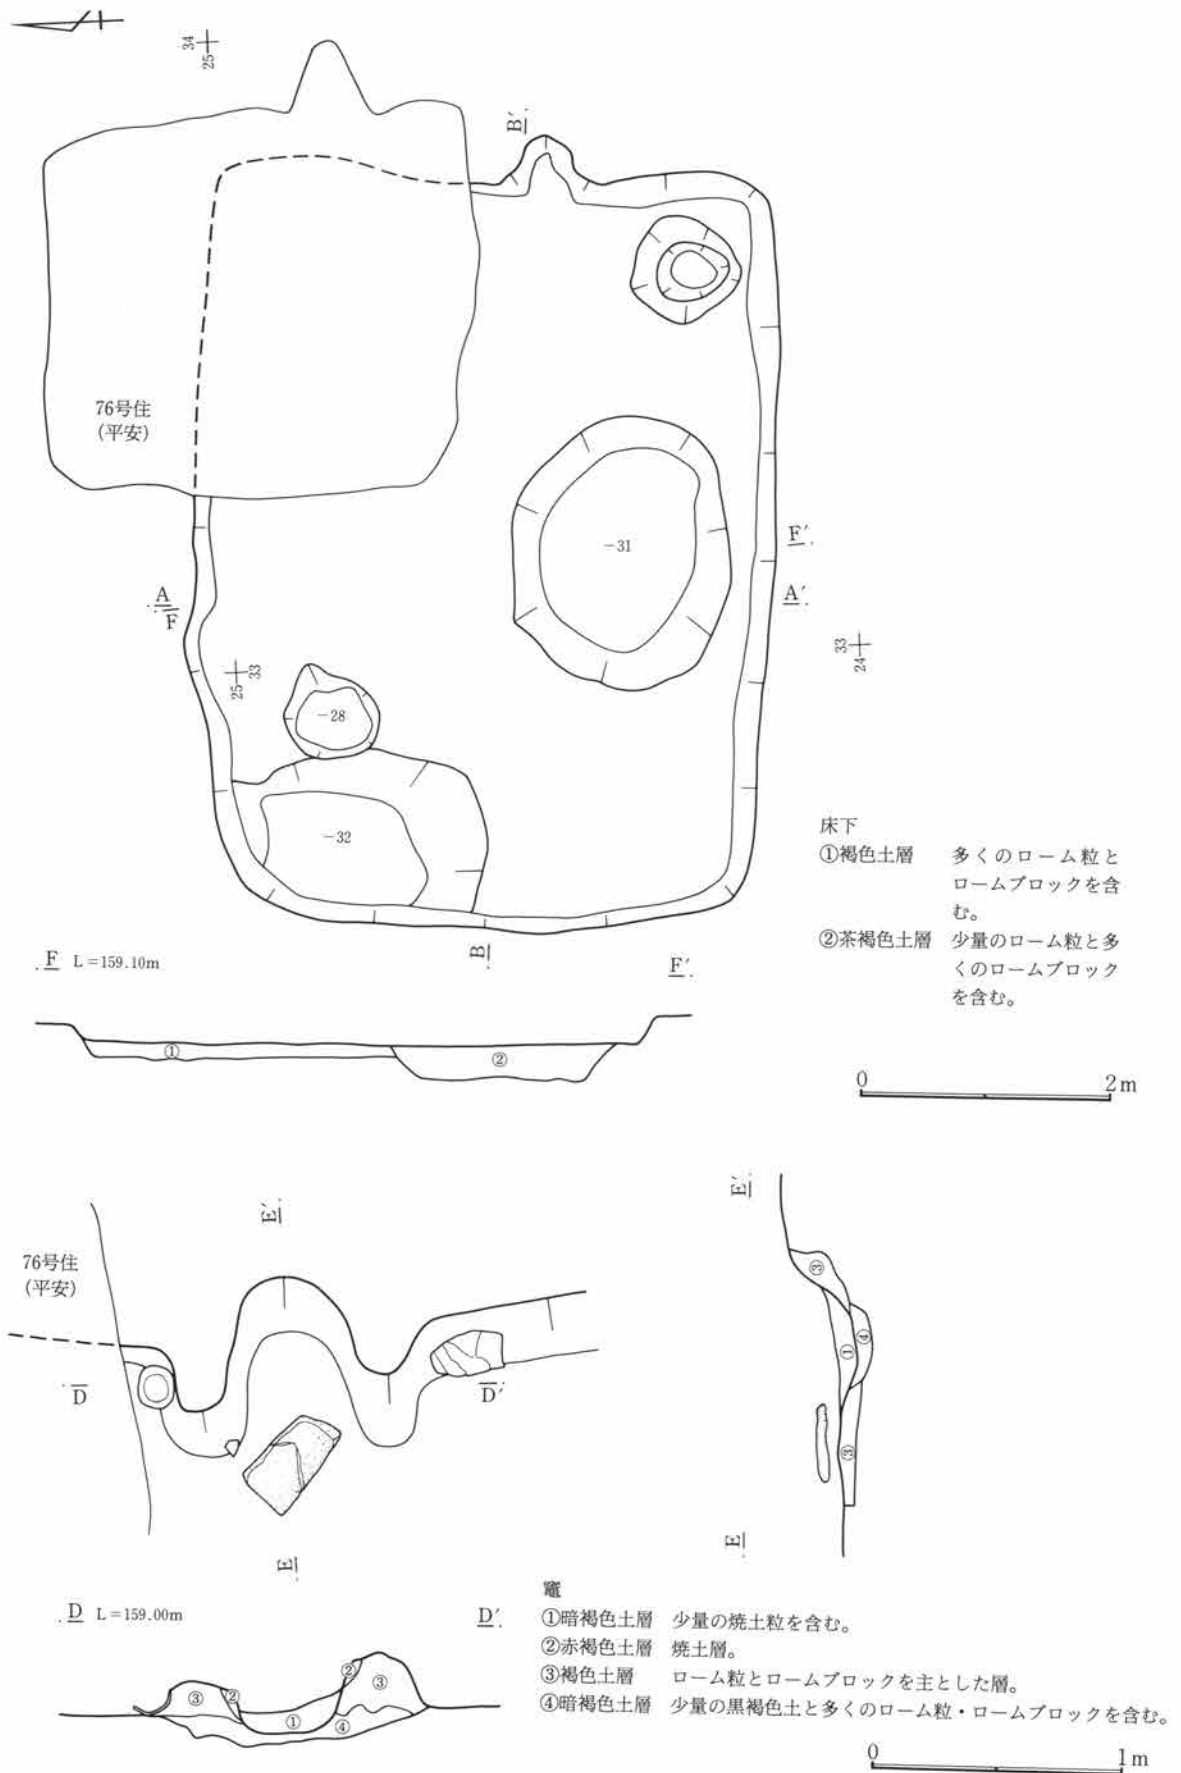 34
25
B′
76号住
(平安)
-31
F′
A
F
A′
33
24
25
33
-28
-32
床下
①褐色土層 多くのローム粒と
ロームブロックを含
む。
②茶褐色土層 少量のローム粒と多
くのロームブロック
を含む。
B
F L=159.10m
F′
①
②
0 2m
E′
E′
76号住
(平安)
③
④
①
③
D
D′
E
E
D L=159.00m
D′
竈
①暗褐色土層 少量の焼土粒を含む。
②赤褐色土層 焼土層。
③褐色土層 ローム粒とロームブロックを主とした層。
④暗褐色土層 少量の黒褐色土と多くのローム粒・ロームブロックを含む。
③
②
①
②
③
④
0 1m